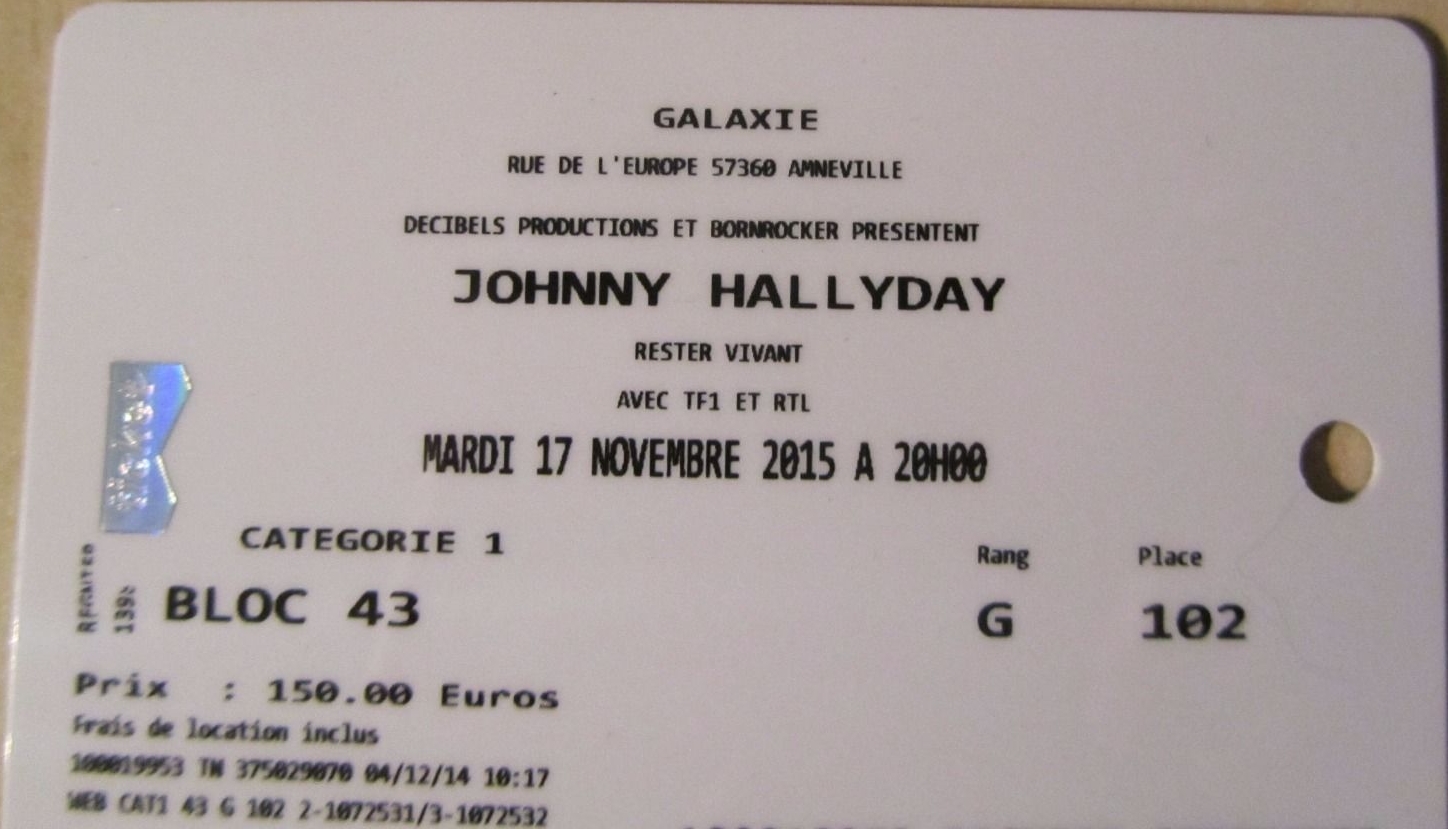 GALAXIE
RUE DE L'EUROPE 57360 AMNEVILLE
DECIBELS PRODUCTIONS ET BORNROCKER PRESENTENT
JOHNNY HALLYDAY
RESTER VIVANT
AVEC TF1 ET RTL
MARDI 17 NOVEMBRE 2015 A 20H00
CATEGORIE 1
Rang Place
BLOC 43 G 102
Prix : 150.00 Euros
Frais de location inclus
100019953 TN 375029070 04/12/14 10:17
WEB CAT1 43 G 102 2-1072531/3-1072532